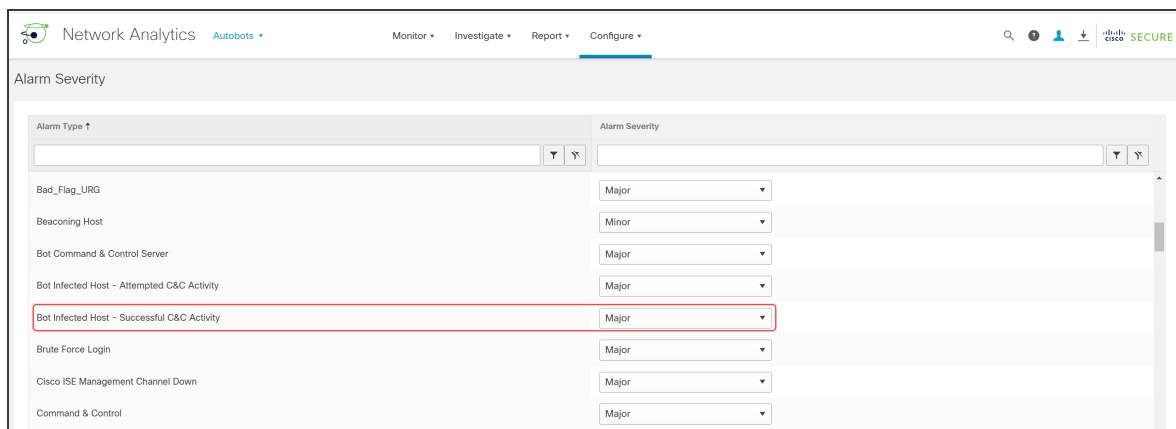 Network Analytics Autobots Monitor Investigate Report Configure cisco SECURE
Alarm Severity
Alarm Type Alarm Severity
Bad_Flag_URG Major
Beaconing Host Minor
Bot Command & Control Server Major
Bot Infected Host - Attempted C&C Activity Major
Bot Infected Host - Successful C&C Activity Major
Brute Force Login Major
Cisco ISE Management Channel Down Major
Command & Control Major